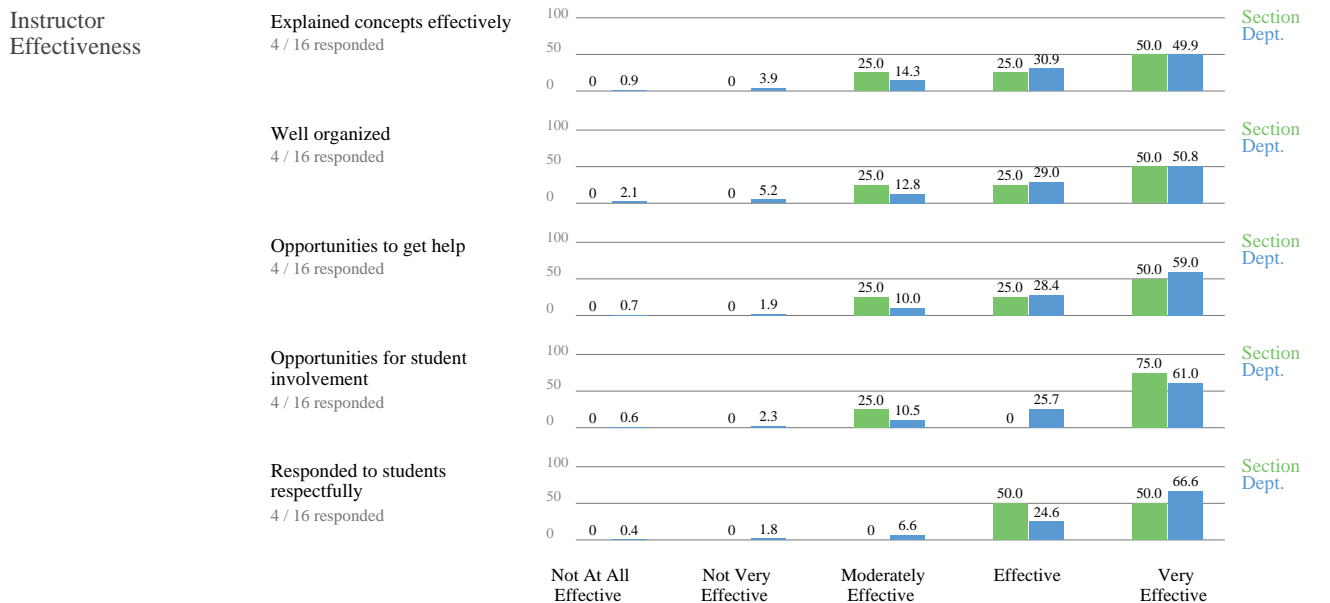 Instructor
Effectiveness
Explained concepts effectively
4 / 16 responded
100
50
0
0 0.9 0 3.9 25.0 14.3 25.0 30.9 50.0 49.9
Section
Dept.
Well organized
4 / 16 responded
100
50
0
0 2.1 0 5.2 25.0 12.8 25.0 29.0 50.0 50.8
Section
Dept.
Opportunities to get help
4 / 16 responded
100
50
0
0 0.7 0 1.9 25.0 10.0 25.0 28.4 50.0 59.0
Section
Dept.
Opportunities for student
involvement
4 / 16 responded
100
50
0
0 0.6 0 2.3 25.0 10.5 0 25.7 75.0 61.0
Section
Dept.
Responded to students
respectfully
4 / 16 responded
100
50
0
0 0.4 0 1.8 0 6.6 50.0 24.6 50.0 66.6
Section
Dept.
Not At All
Effective
Not Very
Effective
Moderately
Effective
Effective
Very
Effective